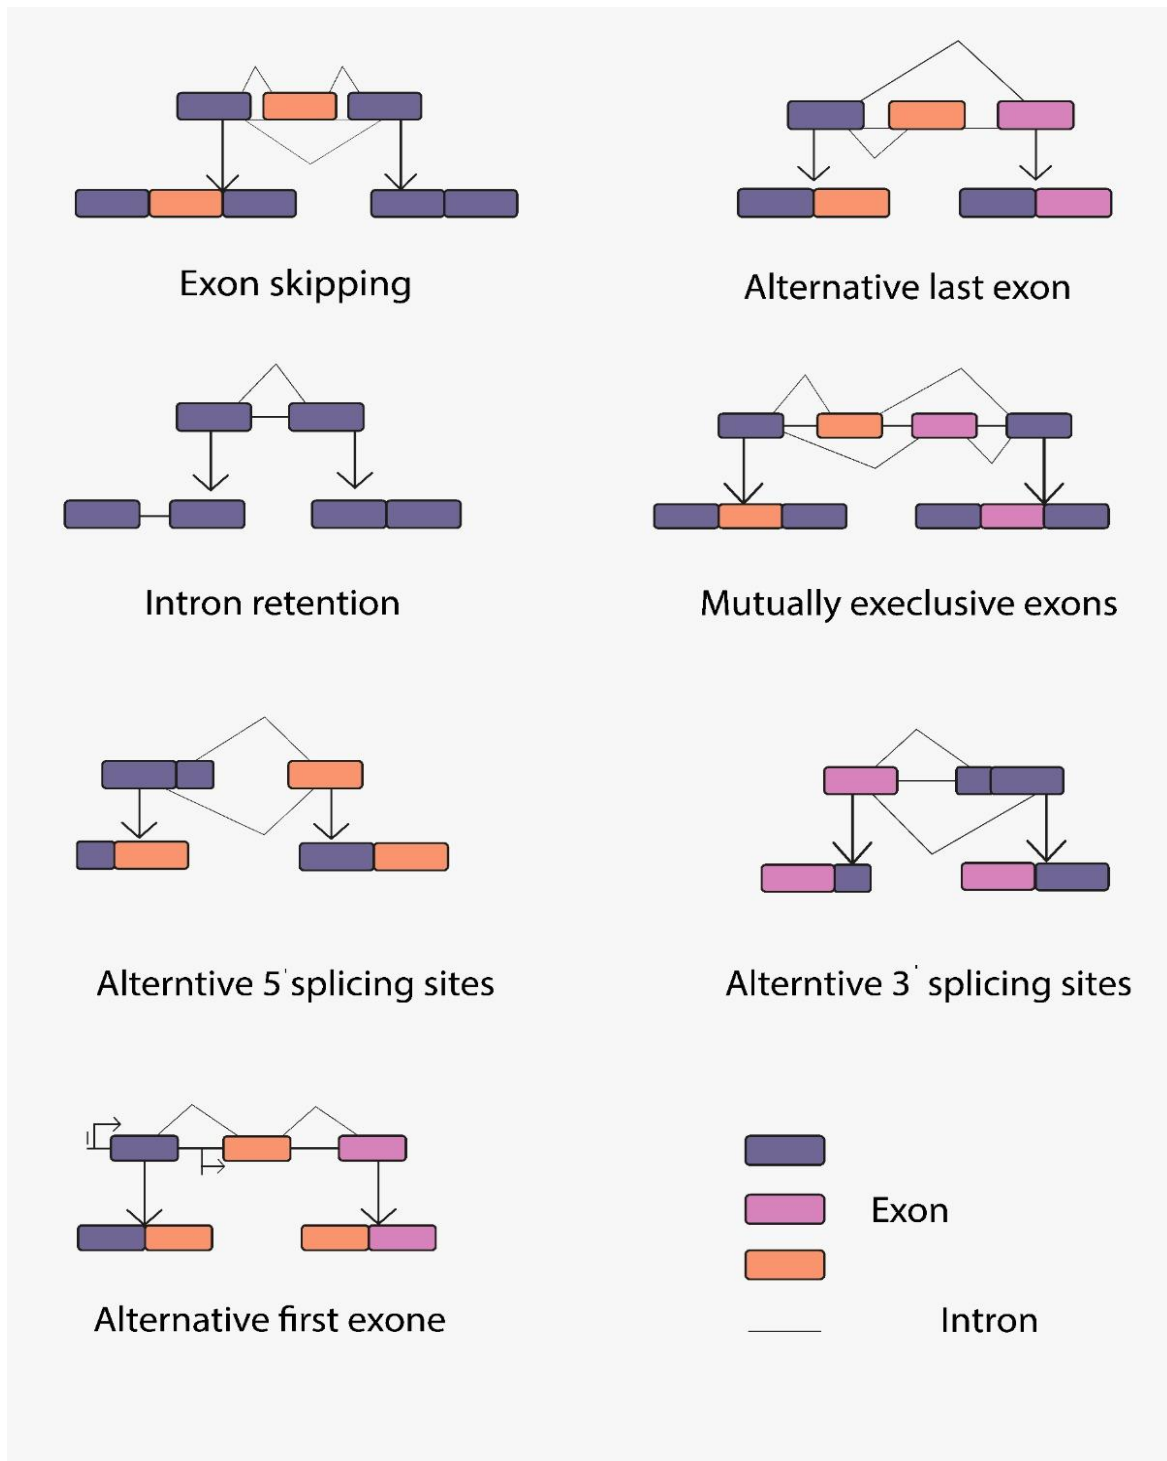 Exon skipping
Alternative last exon
Intron retention
Mutually execlusive exons
Alterntive 5' splicing sites
Alterntive 3' splicing sites
Alternative first exone
Exon
Intron